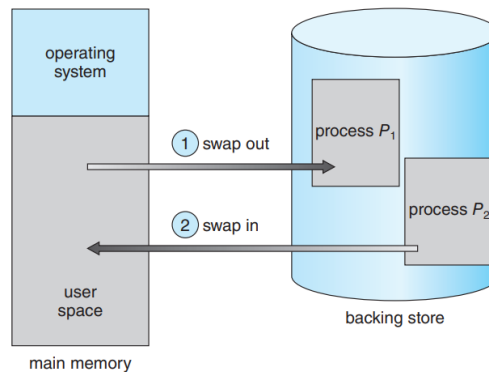 operating
system
1 swap out
process P1
process P2
2 swap in
user
space
backing store
main memory